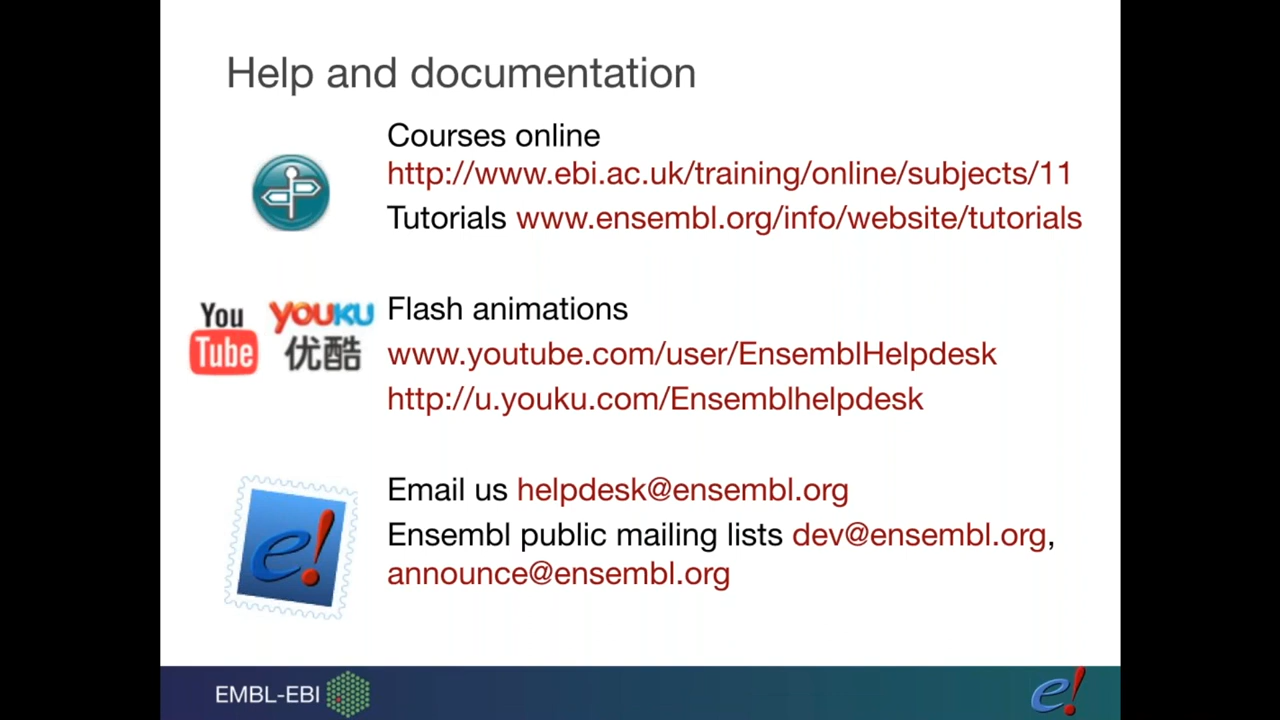 Help and documentation
Courses online
http://www.ebi.ac.uk/training/online/subjects/11
Tutorials www.ensembl.org/info/website/tutorials
You Tube
YOUKU
优酷
Flash animations
www.youtube.com/user/EnsemblHelpdesk
http://u.youku.com/Ensemblhelpdesk
Email us helpdesk@ensembl.org
Ensembl public mailing lists dev@ensembl.org,
announce@ensembl.org
e!
EMBL-EBI
e!